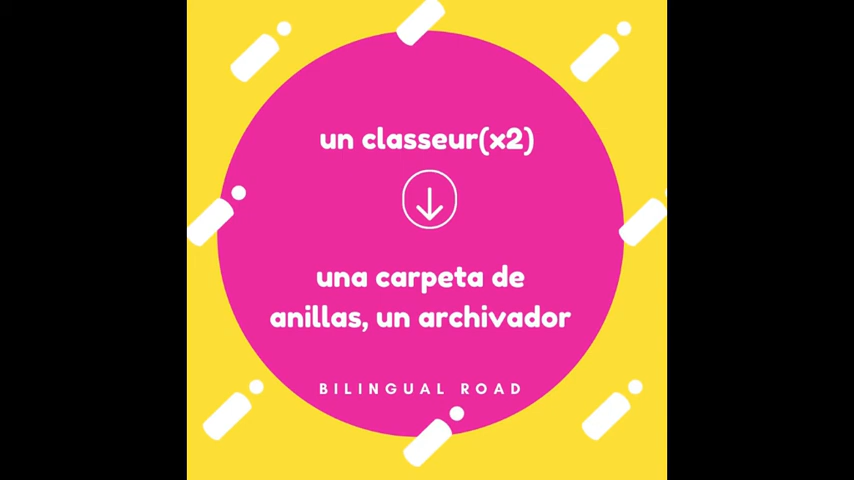 un classeur(x2)
una carpeta de
anillas, un archivador
BILINGUAL ROAD